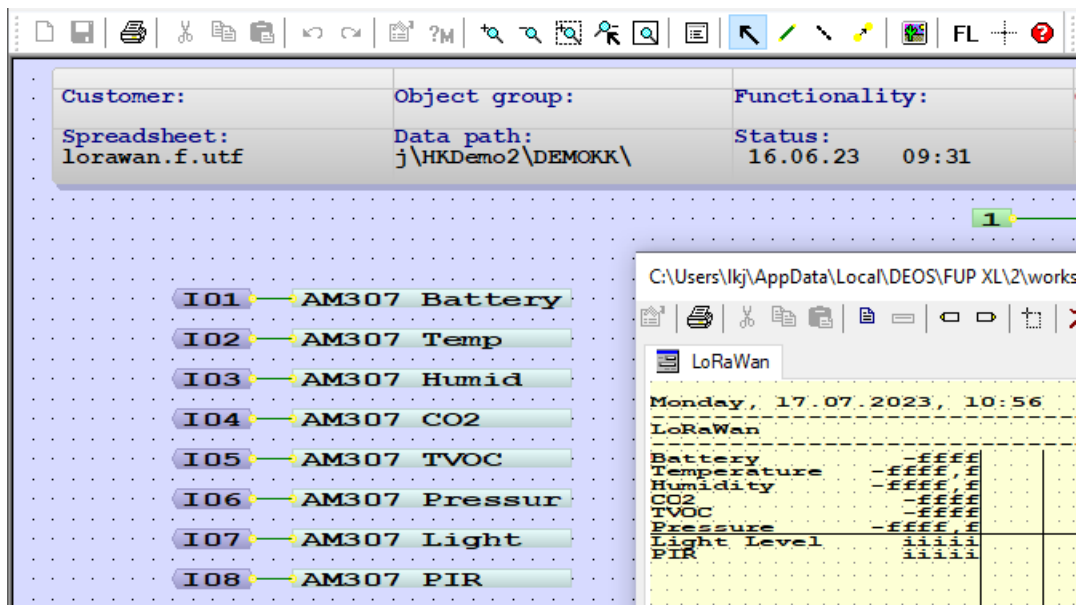 ?M FL ?
Customer: Object group: Functionality:
Spreadsheet: Data path: Status:
lorawan.f.utf j\HKDemo2\DEMOKK\ 16.06.23 09:31
1
I01 AM307 Battery
I02 AM307 Temp
I03 AM307 Humid
I04 AM307 CO2
I05 AM307 TVOC
I06 AM307 Pressur
I07 AM307 Light
I08 AM307 PIR
C:\Users\lkj\AppData\Local\DEOS\FUP XL\2\works
LoRaWan
Monday, 17.07.2023, 10:56
LoRaWan
Battery -ffff
Temperature -ffff,f
Humidity -ffff,f
CO2 -ffff
TVOC -ffff
Pressure -ffff,f
Light Level iiiii
PIR iiiii